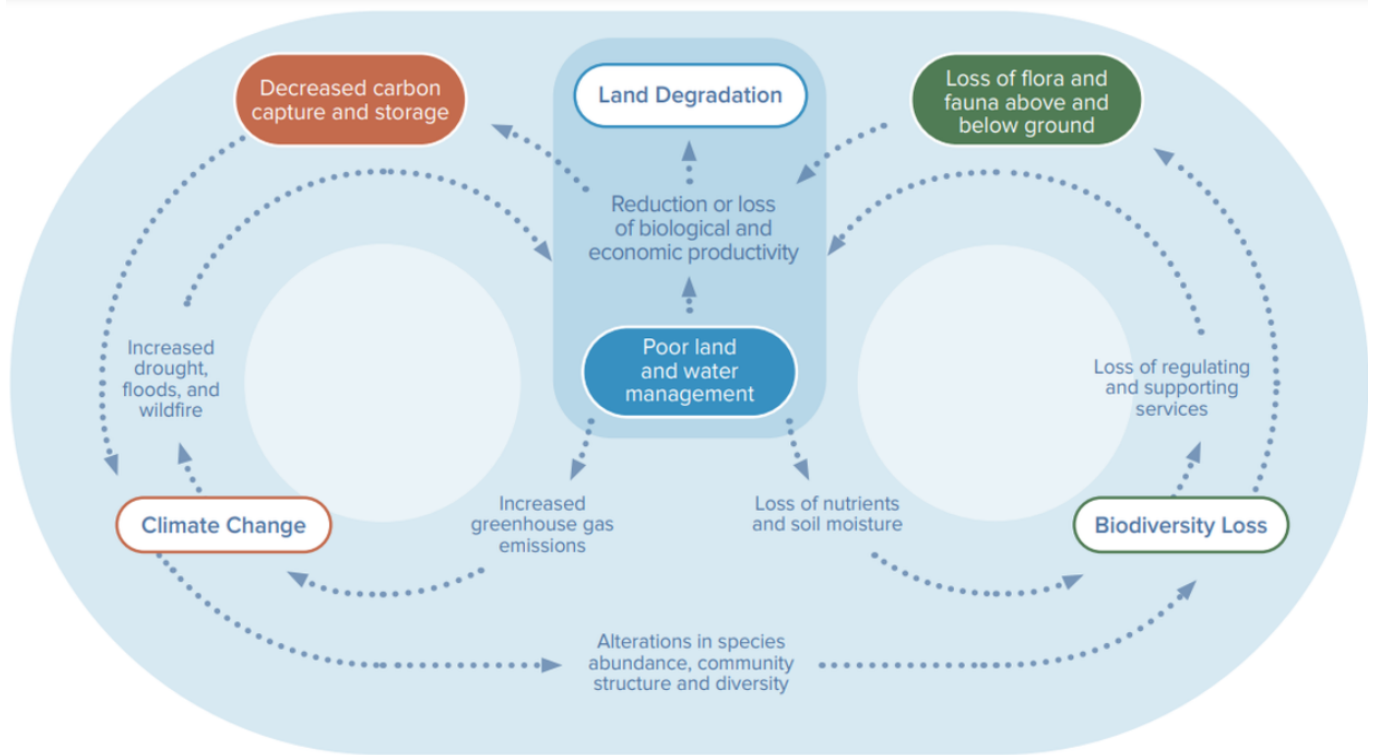 Decreased carbon
capture and storage
Land Degradation
Loss of flora and
fauna above and
below ground
Reduction or loss
of biological and
economic productivity
Increased
drought,
floods, and
wildfire
Poor land
and water
management
Loss of regulating
and supporting
services
Climate Change
Increased
greenhouse gas
emissions
Loss of nutrients
and soil moisture
Biodiversity Loss
Alterations in species
abundance, community
structure and diversity